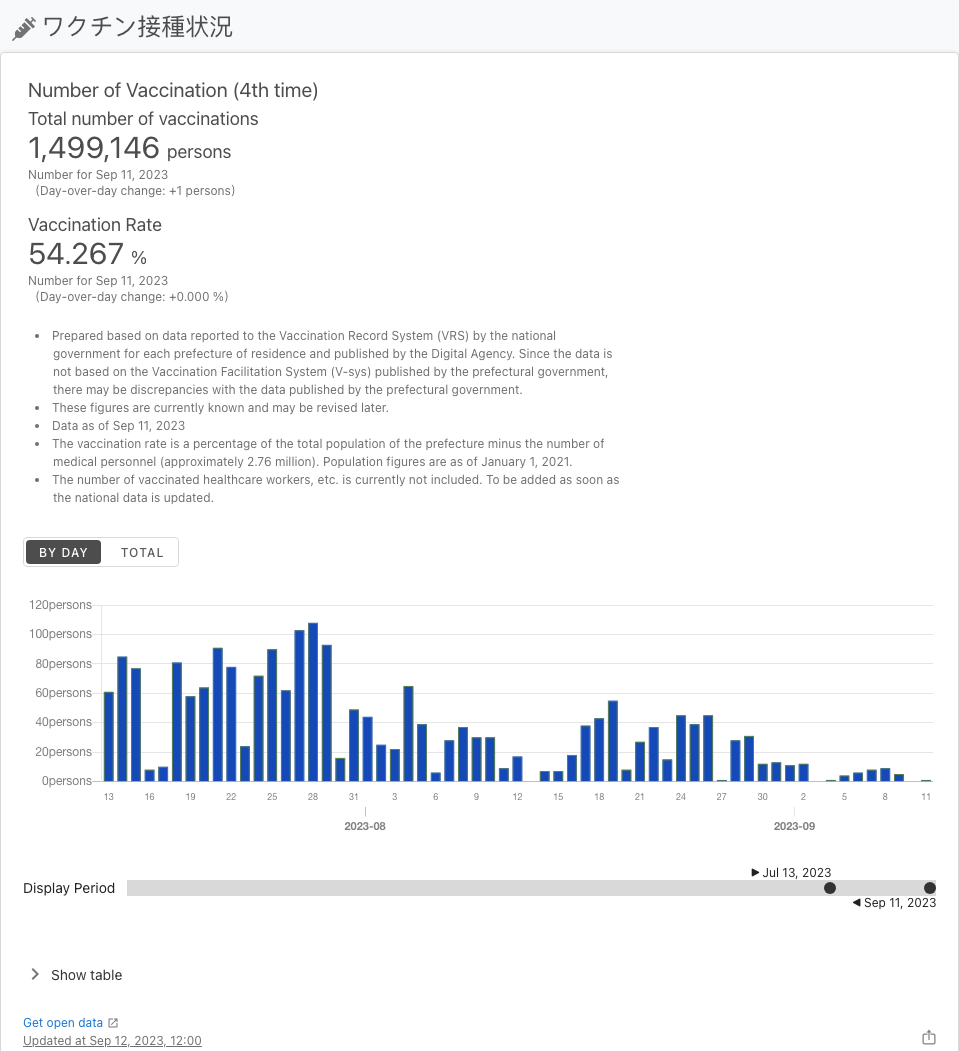 ワクチン接種状況
Number of Vaccination (4th time)
Total number of vaccinations
1,499,146 persons
Number for Sep 11, 2023
(Day-over-day change: +1 persons)
Vaccination Rate
54.267 %
Number for Sep 11, 2023
(Day-over-day change: +0.000 %)
• Prepared based on data reported to the Vaccination Record System (VRS) by the national
government for each prefecture of residence and published by the Digital Agency. Since the data is
not based on the Vaccination Facilitation System (V-sys) published by the prefectural government,
there may be discrepancies with the data published by the prefectural government.
• These figures are currently known and may be revised later.
• Data as of Sep 11, 2023
• The vaccination rate is a percentage of the total population of the prefecture minus the number of
medical personnel (approximately 2.76 million). Population figures are as of January 1, 2021.
• The number of vaccinated healthcare workers, etc. is currently not included. To be added as soon as
the national data is updated.
BY DAY TOTAL
120persons
100persons
80persons
60persons
40persons
20persons
0persons
13 16 19 22 25 28 31 3 6 9 12 15 18 21 24 27 30 2 5 8 11
2023-08 2023-09
Jul 13, 2023
Display Period
Sep 11, 2023
Show table
Get open data
Updated at Sep 12, 2023, 12:00